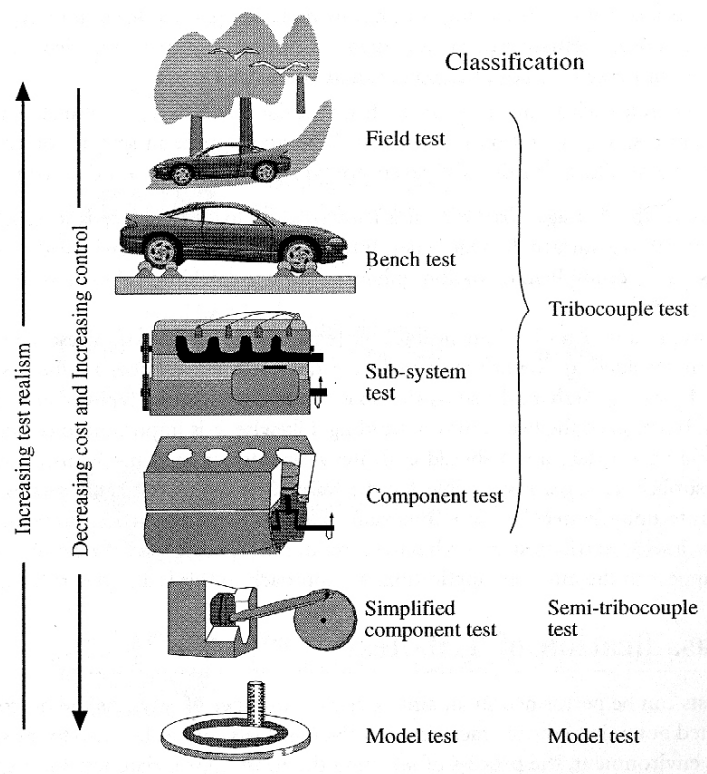 Classification
Field test
Bench test
Tribocouple test
Sub-system
test
Component test
Simplified
component test
Semi-tribocouple
test
Model test
Model test
Increasing test realism
Decreasing cost and Increasing control